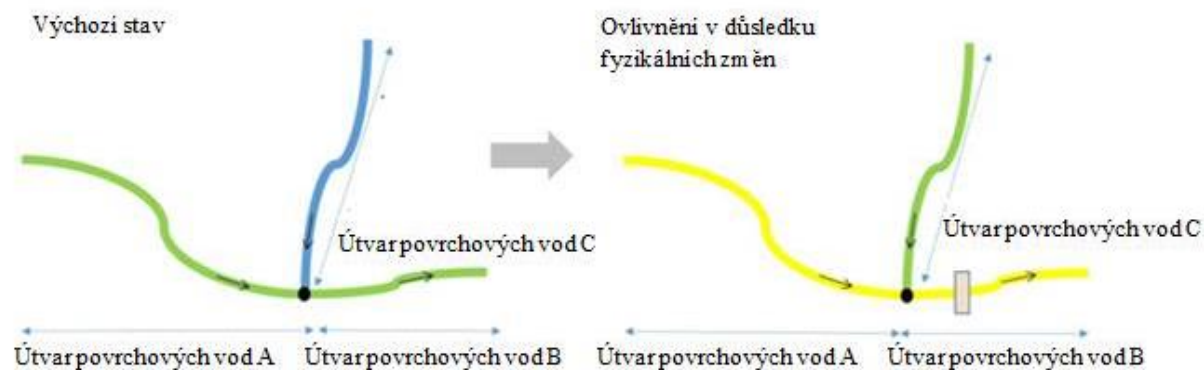 Výchozí stav
Ovlivnění v důsledku
fyzikálních změn
Útvar povrchových vod C
Útvar povrchových vod C
Útvar povrchových vod A
Útvar povrchových vod B
Útvar povrchových vod A
Útvar povrchových vod B